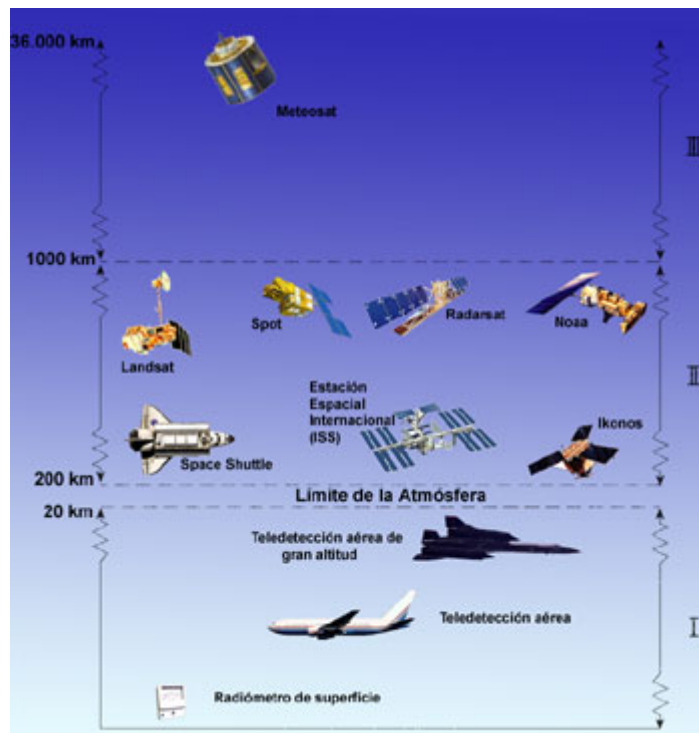 36.000 km
Meteosat
III
1000 km
Landsat
Spot
Radarsat
Noaa
II
Estación
Espacial
Internacional
(ISS)
Space Shuttle
Ikonos
200 km
Límite de la Atmósfera
20 km
Teledetección aérea de
gran altitud
Teledetección aérea
I
Radiómetro de superficie